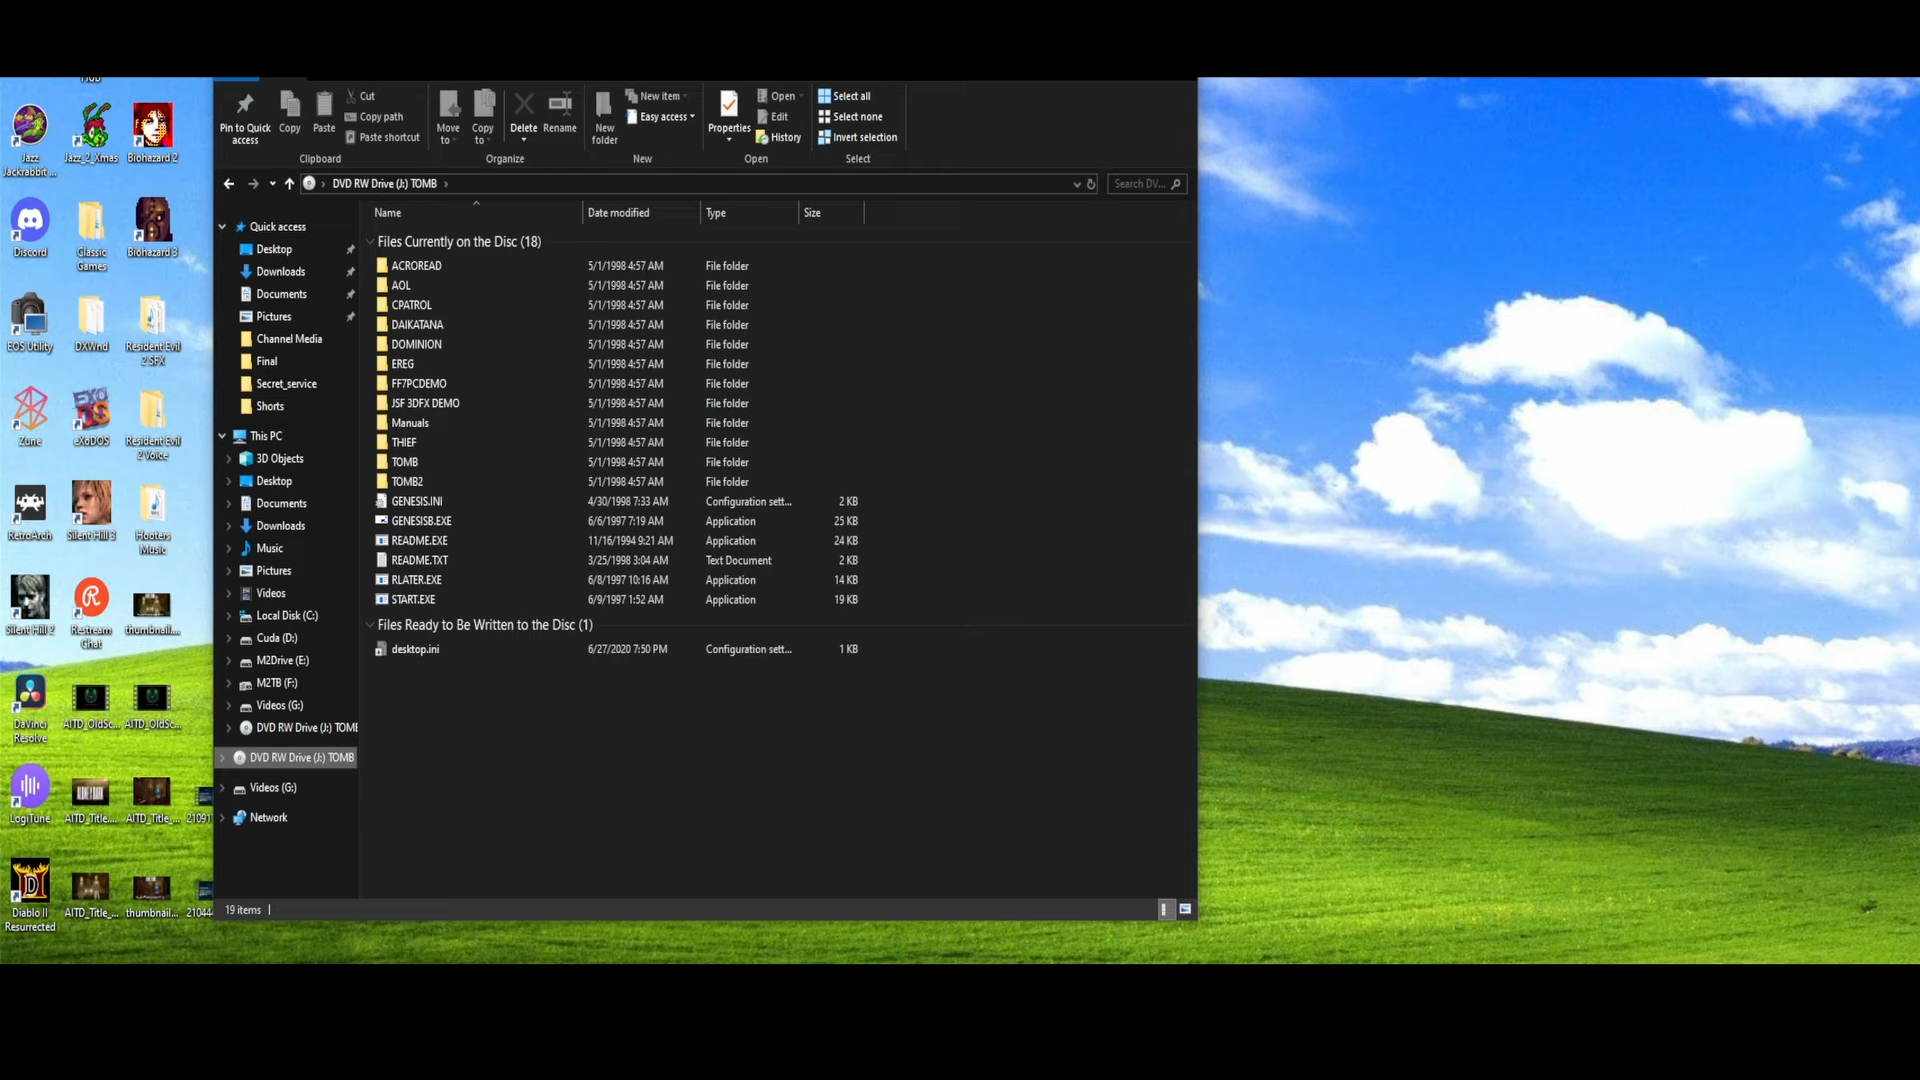 Pin to Quick access
Copy
Paste
Cut
Copy path
Paste shortcut
Clipboard
Move to
Copy to
Delete
Rename
Organize
New folder
New item
Easy access
New
Properties
Open
Edit
History
Open
Select all
Select none
Invert selection
Select
DVD RW Drive (J:) TOMB
Search DV...
Name Date modified Type Size
Files Currently on the Disc (18)
ACROREAD 5/1/1998 4:57 AM File folder
AOL 5/1/1998 4:57 AM File folder
CPATROL 5/1/1998 4:57 AM File folder
DAIKATANA 5/1/1998 4:57 AM File folder
DOMINION 5/1/1998 4:57 AM File folder
EREG 5/1/1998 4:57 AM File folder
FF7PCDEMO 5/1/1998 4:57 AM File folder
JSF 3DFX DEMO 5/1/1998 4:57 AM File folder
Manuals 5/1/1998 4:57 AM File folder
THIEF 5/1/1998 4:57 AM File folder
TOMB 5/1/1998 4:57 AM File folder
TOMB2 5/1/1998 4:57 AM File folder
GENESIS.INI 4/30/1998 7:33 AM Configuration sett... 2 KB
GENESISB.EXE 6/6/1997 7:19 AM Application 25 KB
README.EXE 11/16/1994 9:21 AM Application 24 KB
README.TXT 3/25/1998 3:04 AM Text Document 2 KB
RLATER.EXE 6/8/1997 10:16 AM Application 14 KB
START.EXE 6/9/1997 1:52 AM Application 19 KB
Files Ready to Be Written to the Disc (1)
desktop.ini 6/27/2020 7:50 PM Configuration sett... 1 KB
Quick access
Desktop
Downloads
Documents
Pictures
Channel Media
Final
Secret_service
Shorts
This PC
3D Objects
Desktop
Documents
Downloads
Music
Pictures
Videos
Local Disk (C:)
Cuda (D:)
M2Drive (E:)
M2TB (F:)
Videos (G:)
DVD RW Drive (J:) TOMB
DVD RW Drive (J:) TOMB
Videos (G:)
Network
19 items
Jazz Jackrabbit ...
Jazz_2_Xmas
Biohazard 2
Discord
Classic Games
Biohazard 3
EOS Utility
DXWnd
Resident Evil 2 SFX
Zune
eXoDOS
Resident Evil 2 Voice
RetroArch
Silent Hill 3
Hooters Music
Silent Hill 2
Restream Chat
thumbnail....
DaVinci Resolve
AITD_OldSc...
AITD_OldSc...
LogiTune
AITD_Title....
AITD_Title_...
21091
Diablo II Resurrected
AITD_Title_...
thumbnail....
21044